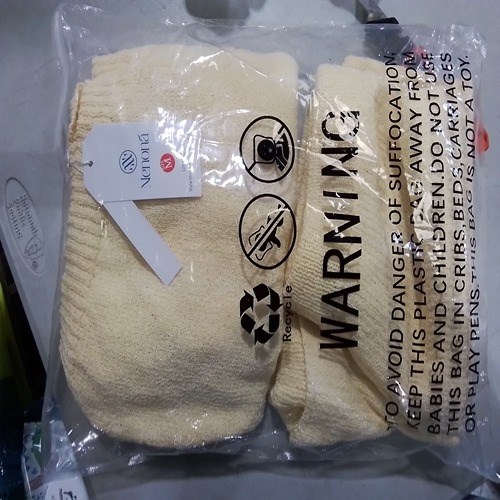 Verona
M
Recycle
WARNING
TO AVOID DANGER OF SUFFOCATION,
KEEP THIS PLASTIC BAG AWAY FROM
BABIES AND CHILDREN.DO NOT USE
THIS BAG IN CRIBS,BEDS,CARRIAGES
OR PLAY PENS.THIS BAG IS NOT A TOY.